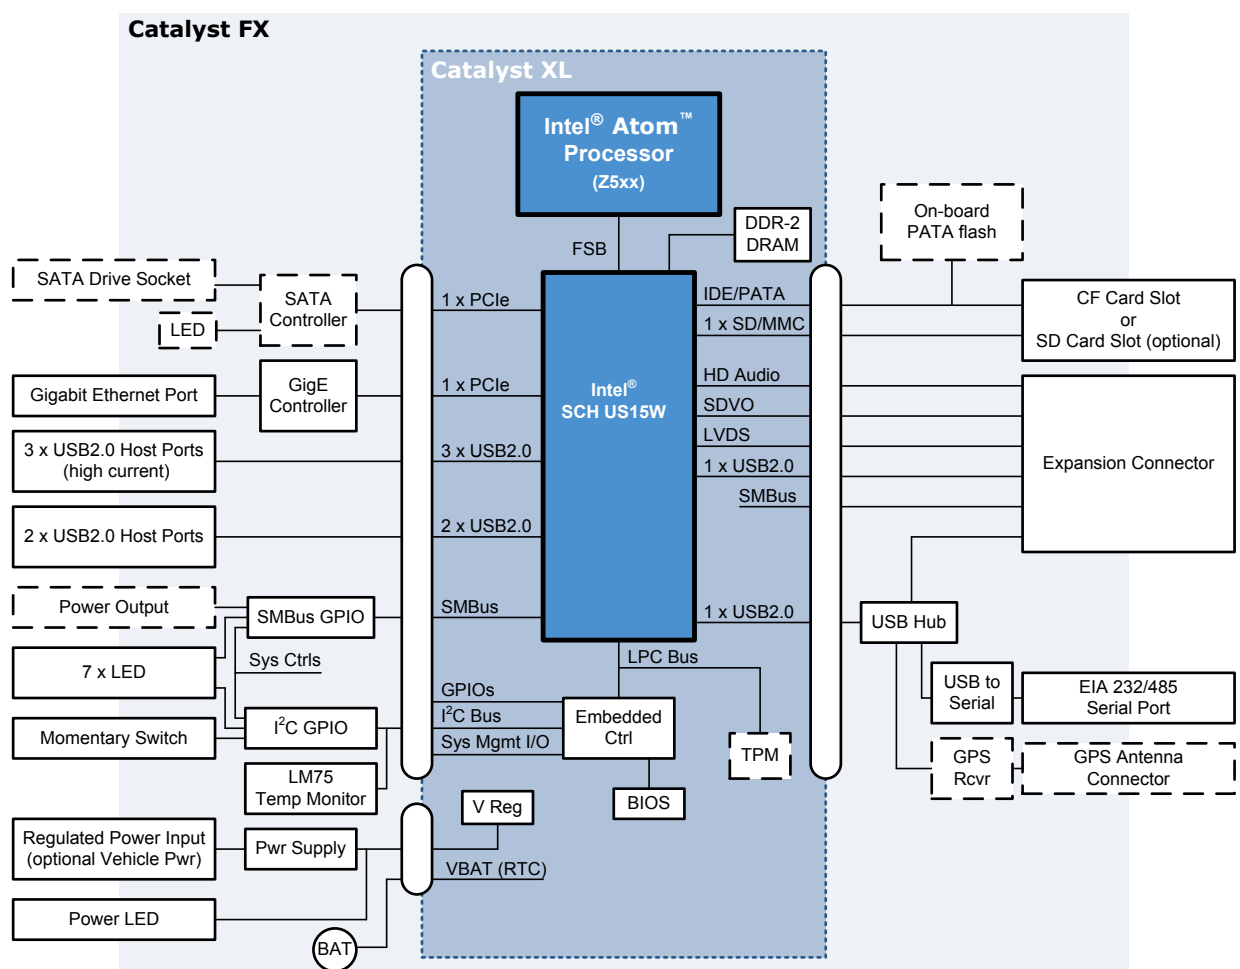 Catalyst FX
Catalyst XL
Intel® Atom™
Processor
(Z5xx)
FSB
DDR-2
DRAM
On-board
PATA flash
SATA Drive Socket
LED
SATA
Controller
1 x PCIe
IDE/PATA
1 x SD/MMC
CF Card Slot
or
SD Card Slot (optional)
Gigabit Ethernet Port
GigE
Controller
1 x PCIe
Intel®
SCH US15W
HD Audio
SDVO
LVDS
1 x USB2.0
SMBus
Expansion Connector
3 x USB2.0 Host Ports
(high current)
3 x USB2.0
2 x USB2.0 Host Ports
2 x USB2.0
Power Output
SMBus GPIO
SMBus
1 x USB2.0
USB Hub
7 x LED
Sys Ctrls
LPC Bus
USB to
Serial
EIA 232/485
Serial Port
Momentary Switch
I²C GPIO
GPIOs
I²C Bus
Sys Mgmt I/O
Embedded
Ctrl
TPM
GPS
Rcvr
GPS Antenna
Connector
LM75
Temp Monitor
V Reg
BIOS
Regulated Power Input
(optional Vehicle Pwr)
Pwr Supply
VBAT (RTC)
Power LED
BAT